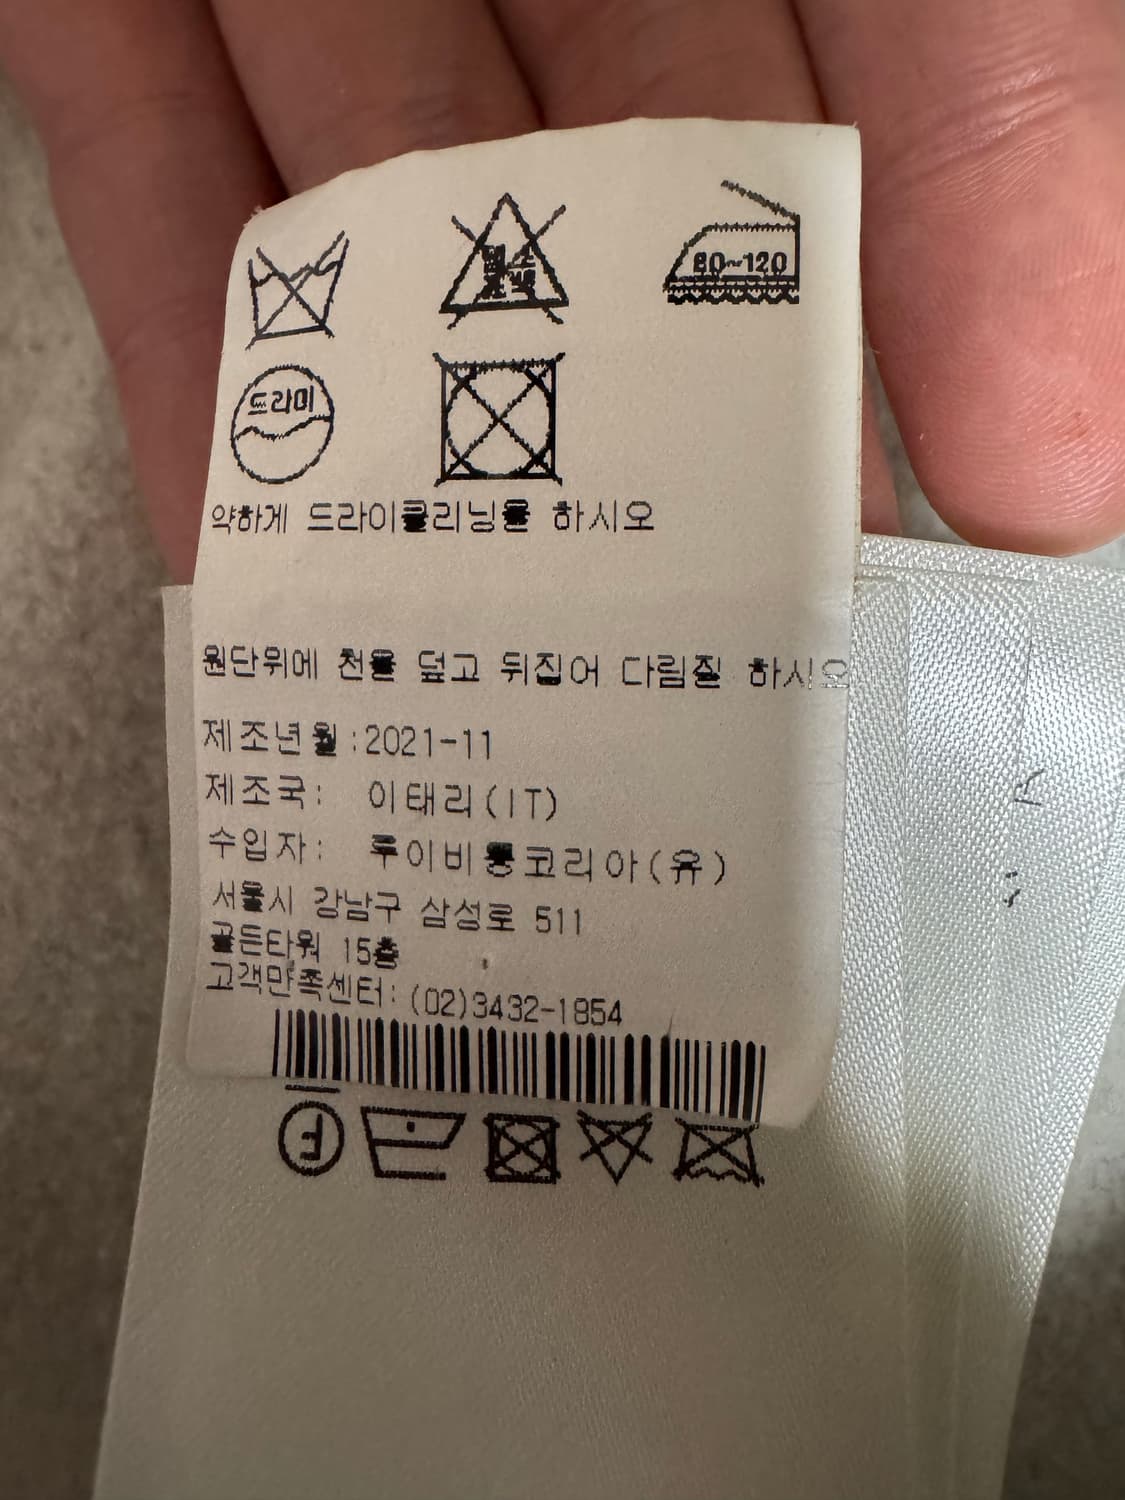 80~120
드라이
약하게 드라이클리닝을 하시오
원단위에 천을 덮고 뒤집어 다림질 하시오
제조년월:2021-11
제조국: 이태리(IT)
수입자: 루이비통코리아(유)
서울시 강남구 삼성로 511
골든타워 15층
고객만족센터:(02)3432-1854
F